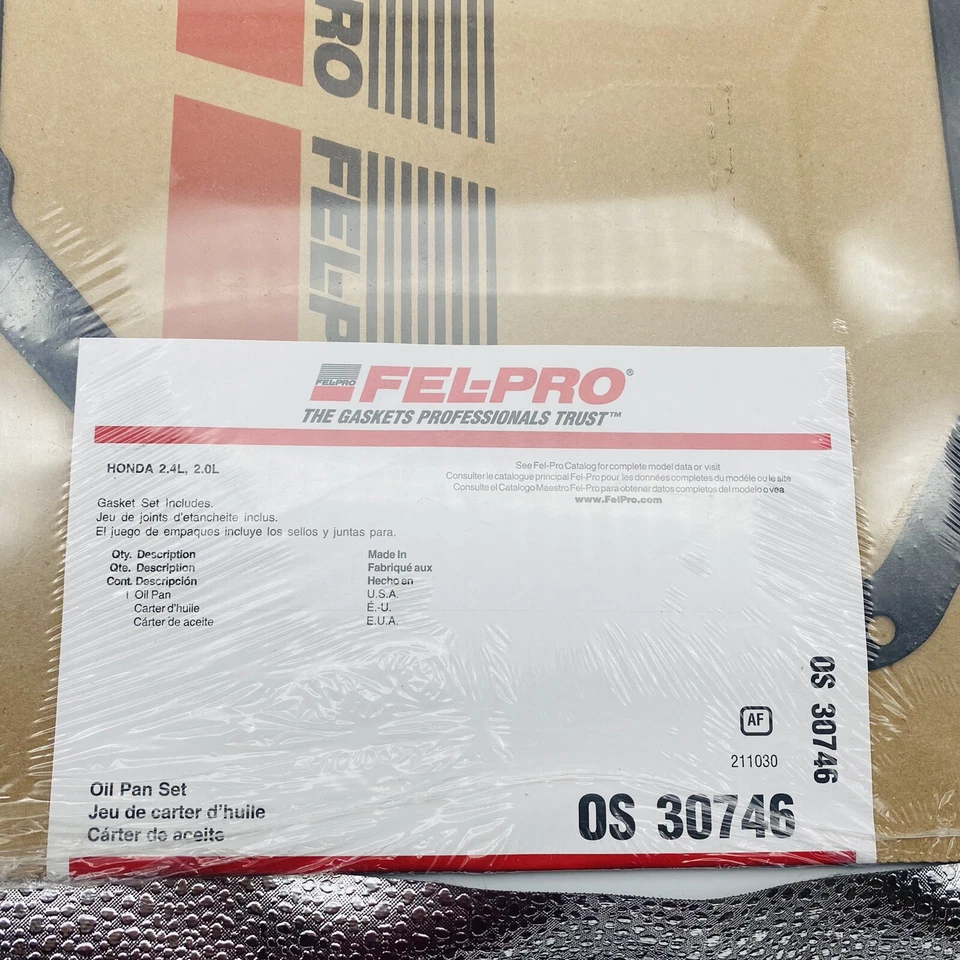 RO
FEL-P
FEL-PRO
FEL-PRO®
THE GASKETS PROFESSIONALS TRUST™
HONDA 2.4L, 2.0L
See Fel-Pro Catalog for complete model data or visit
Consulter le catalogue principal Fel-Pro pour les données completes du modéle ou le site
Consulte el Catalogo Maestro Fel-Pro para obtener datos completos del modelo o vea
www.FelPro.com
Gasket Set Includes.
Jeu de joints d'etancheite inclus.
El juego de empaques incluye los sellos y juntas para.
Qty. Description Made In
Qte. Description Fabriqué aux
Cont. Descripción Hecho en
1 Oil Pan U.S.A.
Carter d'huile É.-U.
Cárter de aceite E.U.A.
OS 30746
AF
211030
Oil Pan Set
Jeu de carter d'huile
Cárter de aceite
OS 30746